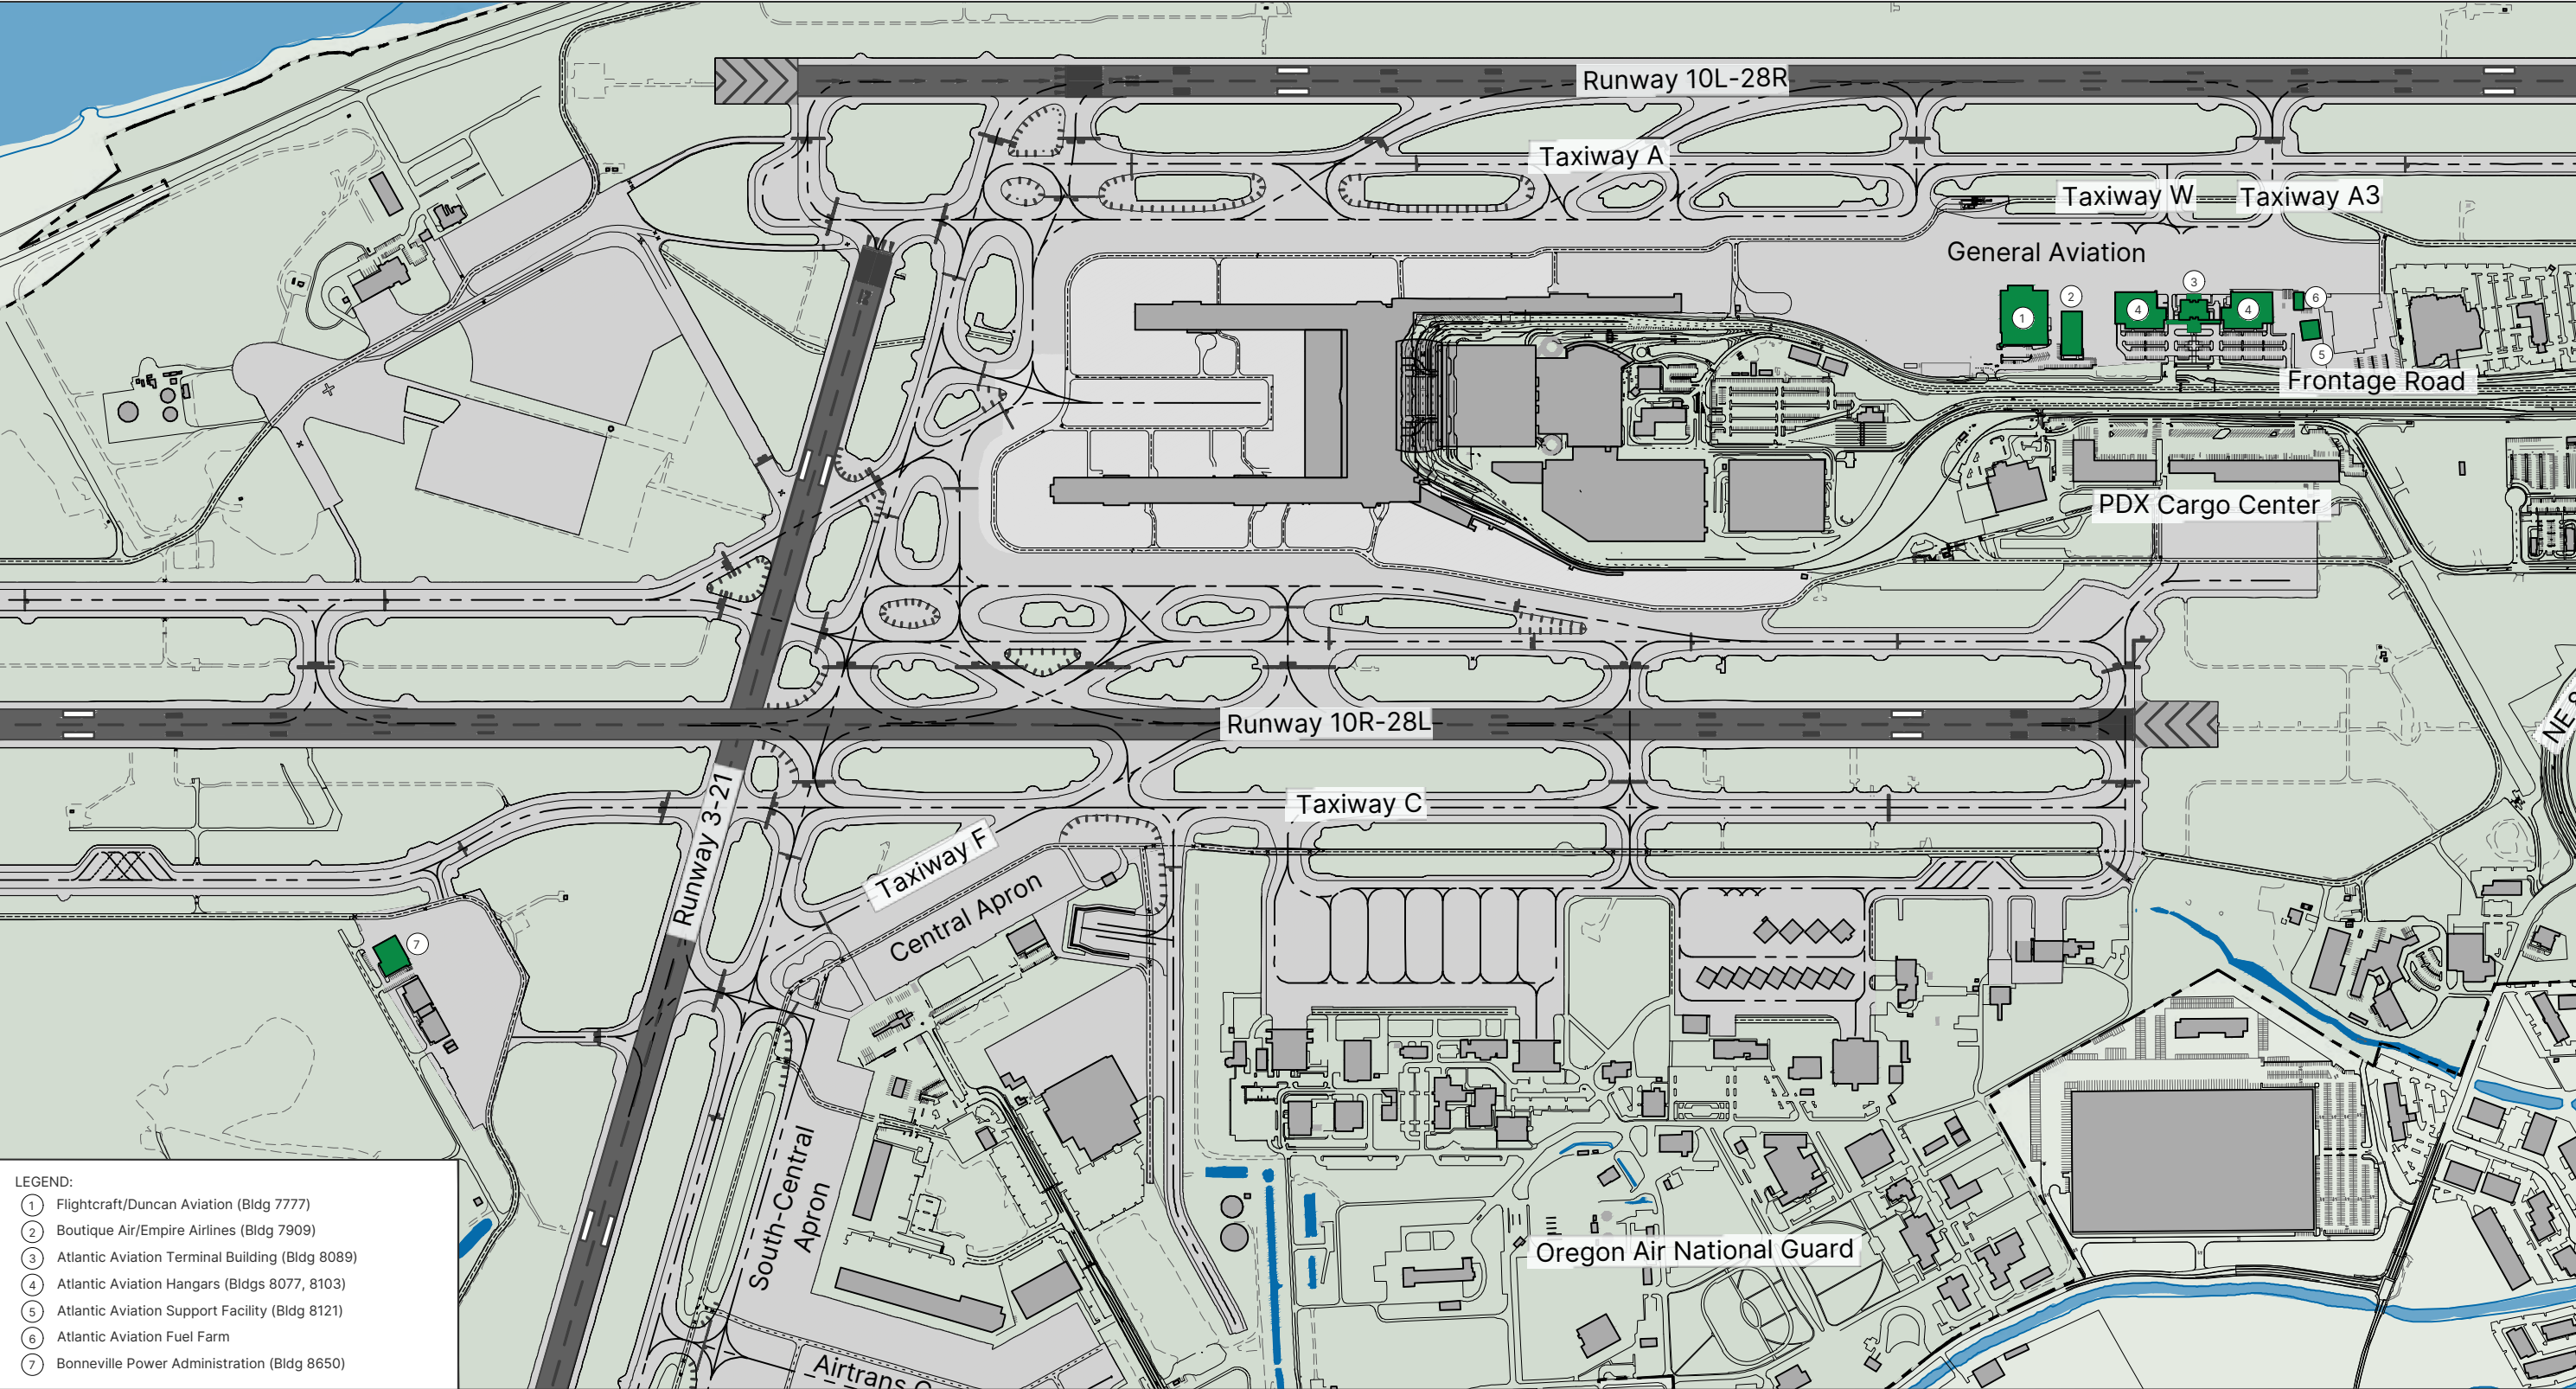 Runway 10L-28R
Taxiway A
Taxiway W
Taxiway A3
General Aviation
3
2
6
4
4
1
5
Frontage Road
PDX Cargo Center
Runway 10R-28L
Runway 3-21
Taxiway C
Taxiway F
Central Apron
7
South-Central
Apron
Oregon Air National Guard
Airtrans
NE
LEGEND:
1 Flightcraft/Duncan Aviation (Bldg 7777)
2 Boutique Air/Empire Airlines (Bldg 7909)
3 Atlantic Aviation Terminal Building (Bldg 8089)
4 Atlantic Aviation Hangars (Bldgs 8077, 8103)
5 Atlantic Aviation Support Facility (Bldg 8121)
6 Atlantic Aviation Fuel Farm
7 Bonneville Power Administration (Bldg 8650)